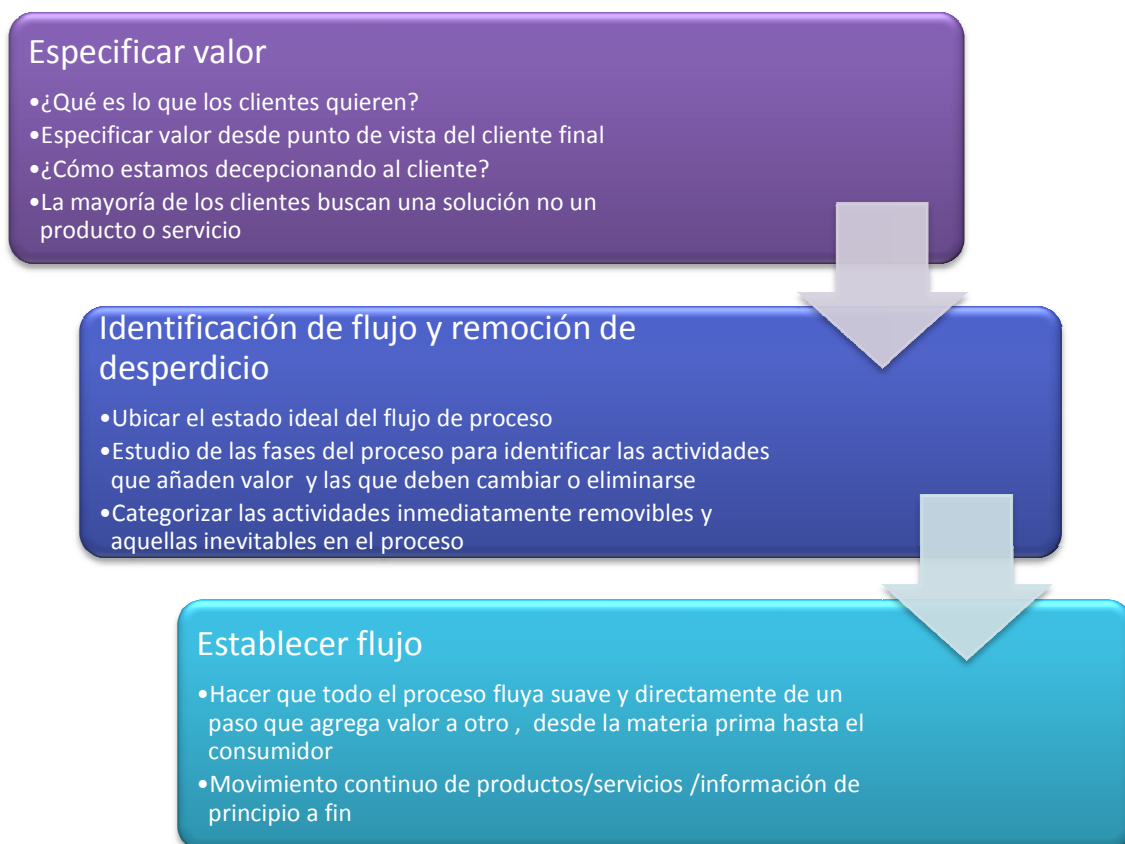 Especificar valor
•¿Qué es lo que los clientes quieren?
•Especificar valor desde punto de vista del cliente final
•¿Cómo estamos decepcionando al cliente?
•La mayoría de los clientes buscan una solución no un
producto o servicio
Identificación de flujo y remoción de
desperdicio
•Ubicar el estado ideal del flujo de proceso
•Estudio de las fases del proceso para identificar las actividades
que añaden valor  y las que deben cambiar o eliminarse
•Categorizar las actividades inmediatamente removibles y
aquellas inevitables en el proceso
Establecer flujo
•Hacer que todo el proceso fluya suave y directamente de un
paso que agrega valor a otro ,  desde la materia prima hasta el
consumidor
•Movimiento continuo de productos/servicios /información de
principio a fin